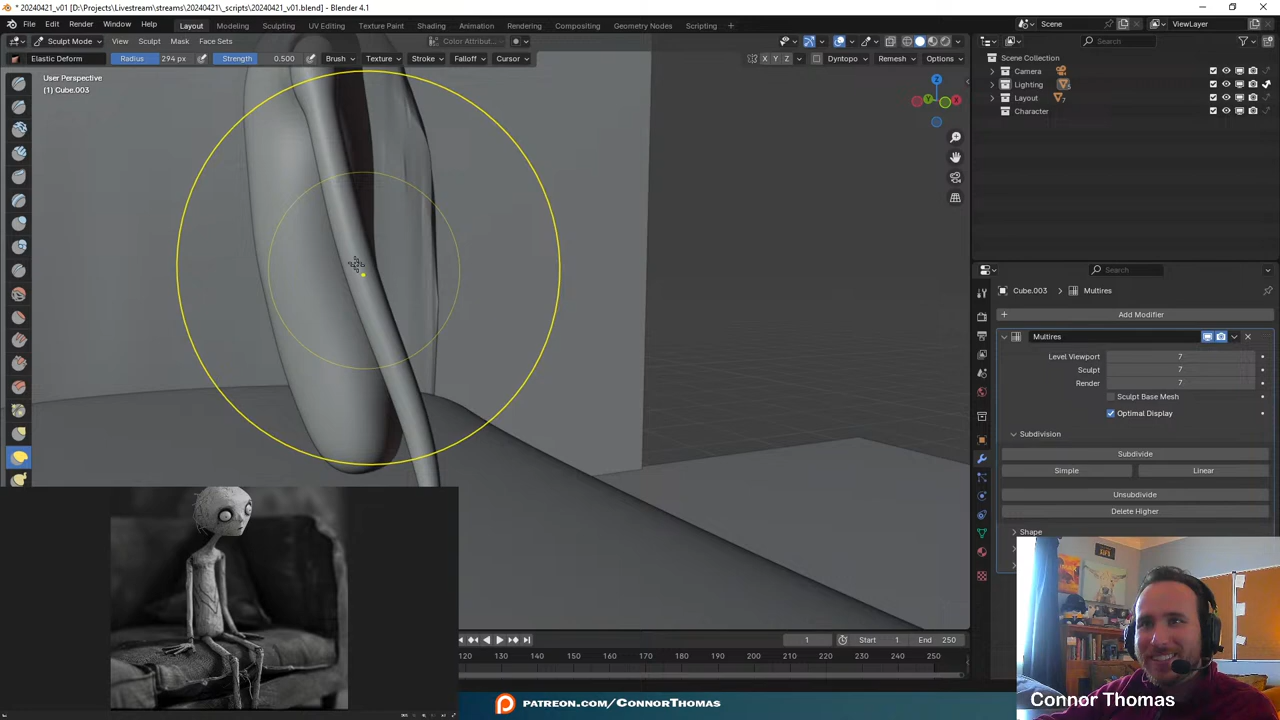 * 20240421_v01 [D:\Projects\Livestream\streams\20240421\_scripts\20240421_v01.blend] - Blender 4.1
File Edit Render Window Help Layout Modeling Sculpting UV Editing Texture Paint Shading Animation Rendering Compositing Geometry Nodes Scripting + Scene ViewLayer
Sculpt Mode View Sculpt Mask Face Sets Color Attribut... Search
Elastic Deform Radius 294 px Strength 0.500 Brush Texture Stroke Falloff Cursor X Y Z Dyntopo Remesh Options
User Perspective
(1) Cube.003
Z
Y X
Scene Collection
Camera
Lighting
Layout
Character
Search
Cube.003 Multires
Add Modifier
Multires
Level Viewport 7
Sculpt 7
Render 7
Sculpt Base Mesh
Optimal Display
Subdivision
Subdivide
Simple Linear
Unsubdivide
Delete Higher
Shape
1 Start 1 End 250
120 130 140 150 160 170 180 190 200 210 220 230 240 250
PATREON.COM/CONNORTHOMAS
Connor Thomas